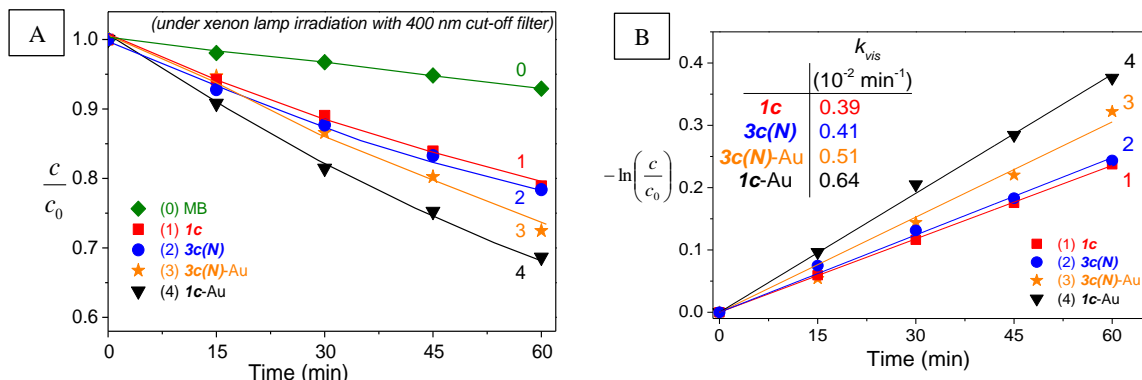 A
(under xenon lamp irradiation with 400 nm cut-off filter)
1.0
0.9
0.8
0.7
0.6
c
c0
0
1
2
3
4
(0) MB
(1) 1c
(2) 3c(N)
(3) 3c(N)-Au
(4) 1c-Au
0 15 30 45 60
Time (min)
B
k_vis
(10^-2 min^-1)
1c 0.39
3c(N) 0.41
3c(N)-Au 0.51
1c-Au 0.64
0.4
0.3
0.2
0.1
0.0
-ln(c/c0)
4
3
2
1
(1) 1c
(2) 3c(N)
(3) 3c(N)-Au
(4) 1c-Au
0 15 30 45 60
Time (min)